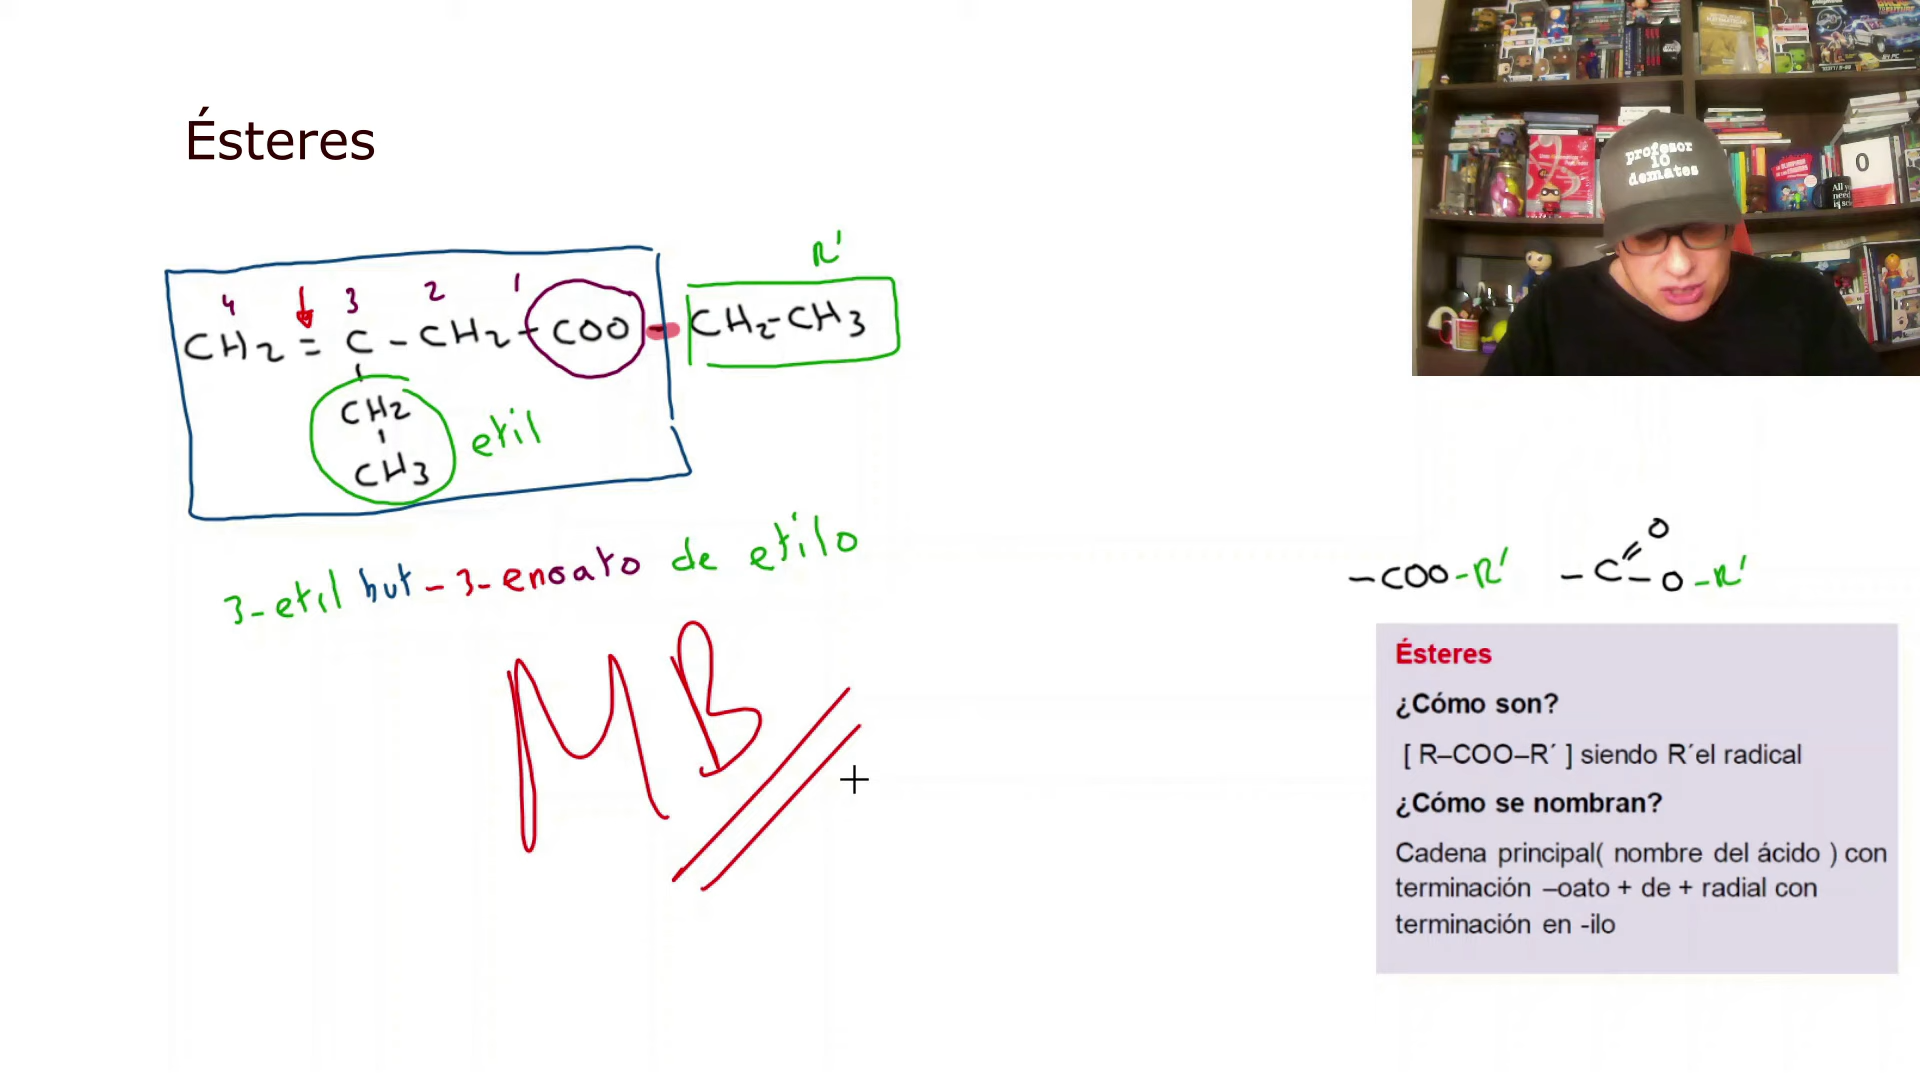 Ésteres
R'
4 3 2 1
CH2 = C - CH2 - COO - CH2-CH3
CH2
CH3
etil
3-etil but-3-enoato de etilo
MB
profesor
10
demates
0
-COO-R'
O
-C-O-R'
Ésteres
¿Cómo son?
[ R–COO–R´ ] siendo R´el radical
¿Cómo se nombran?
Cadena principal( nombre del ácido ) con
terminación –oato + de + radial con
terminación en -ilo